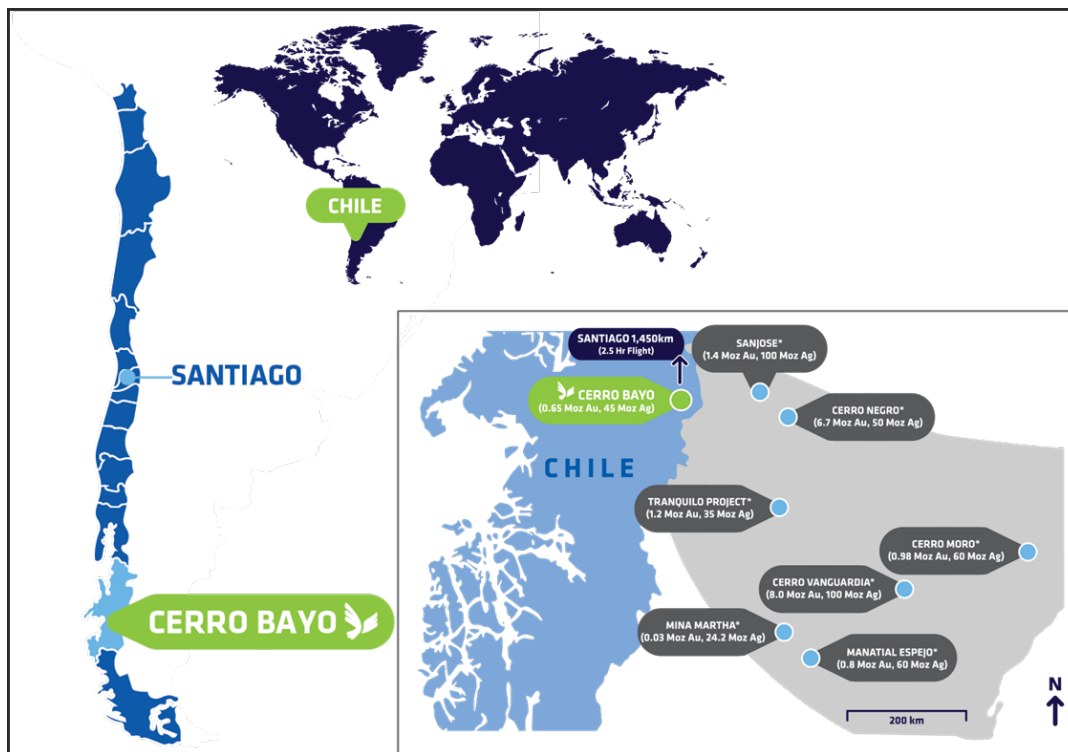 CHILE
SANTIAGO
CERRO BAYO
SANTIAGO 1,450km
(2.5 Hr Flight)
SANJOSE*
(1.4 Moz Au, 100 Moz Ag)
CERRO BAYO
(0.65 Moz Au, 45 Moz Ag)
CERRO NEGRO*
(6.7 Moz Au, 50 Moz Ag)
CHILE
TRANQUILO PROJECT*
(1.2 Moz Au, 35 Moz Ag)
CERRO MORO*
(0.98 Moz Au, 60 Moz Ag)
CERRO VANGUARDIA*
(8.0 Moz Au, 100 Moz Ag)
MINA MARTHA*
(0.03 Moz Au, 24.2 Moz Ag)
MANATIAL ESPEJO*
(0.8 Moz Au, 60 Moz Ag)
N
200 km